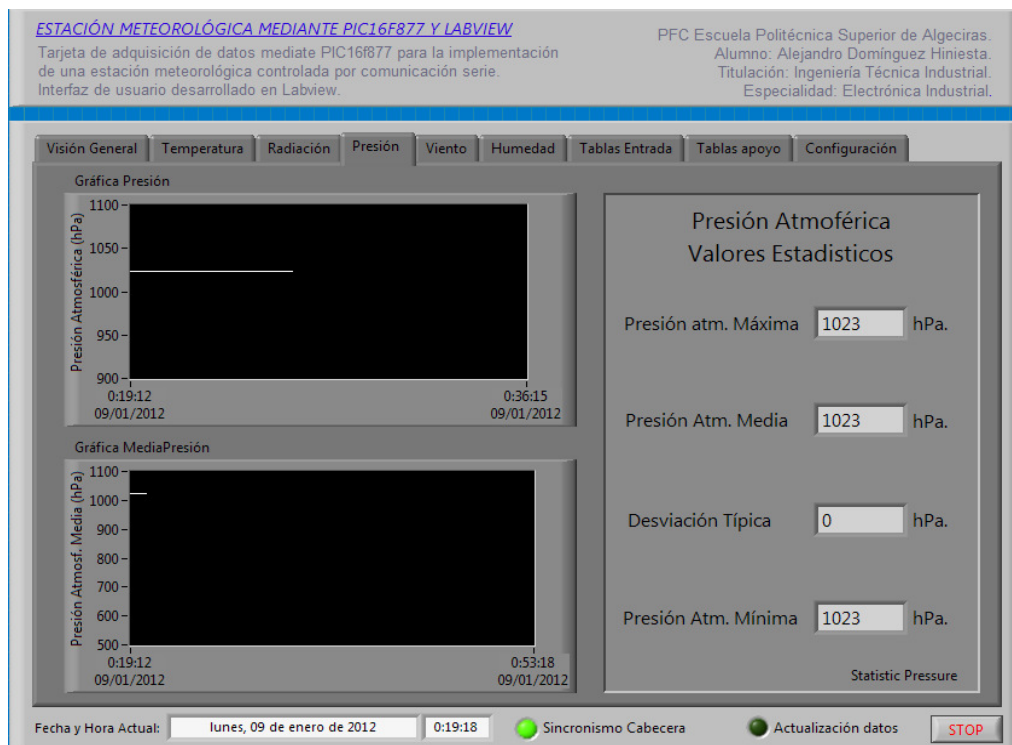 ESTACIÓN METEOROLÓGICA MEDIANTE PIC16F877 Y LABVIEW
Tarjeta de adquisición de datos mediate PIC16f877 para la implementación
de una estación meteorológica controlada por comunicación serie.
Interfaz de usuario desarrollado en Labview.
PFC Escuela Politécnica Superior de Algeciras.
Alumno: Alejandro Domínguez Hiniesta.
Titulación: Ingeniería Técnica Industrial.
Especialidad: Electrónica Industrial.
Visión General Temperatura Radiación Presión Viento Humedad Tablas Entrada Tablas apoyo Configuración
Gráfica Presión
Presión Atmosférica (hPa)
1100
1050
1000
950
900
0:19:12 0:36:15
09/01/2012 09/01/2012
Gráfica MediaPresión
Presión Atmosf. Media (hPa)
1100
1000
900
800
700
600
500
0:19:12 0:53:18
09/01/2012 09/01/2012
Presión Atmoférica
Valores Estadisticos
Presión atm. Máxima 1023 hPa.
Presión Atm. Media 1023 hPa.
Desviación Típica 0 hPa.
Presión Atm. Mínima 1023 hPa.
Statistic Pressure
Fecha y Hora Actual: lunes, 09 de enero de 2012 0:19:18 Sincronismo Cabecera Actualización datos STOP